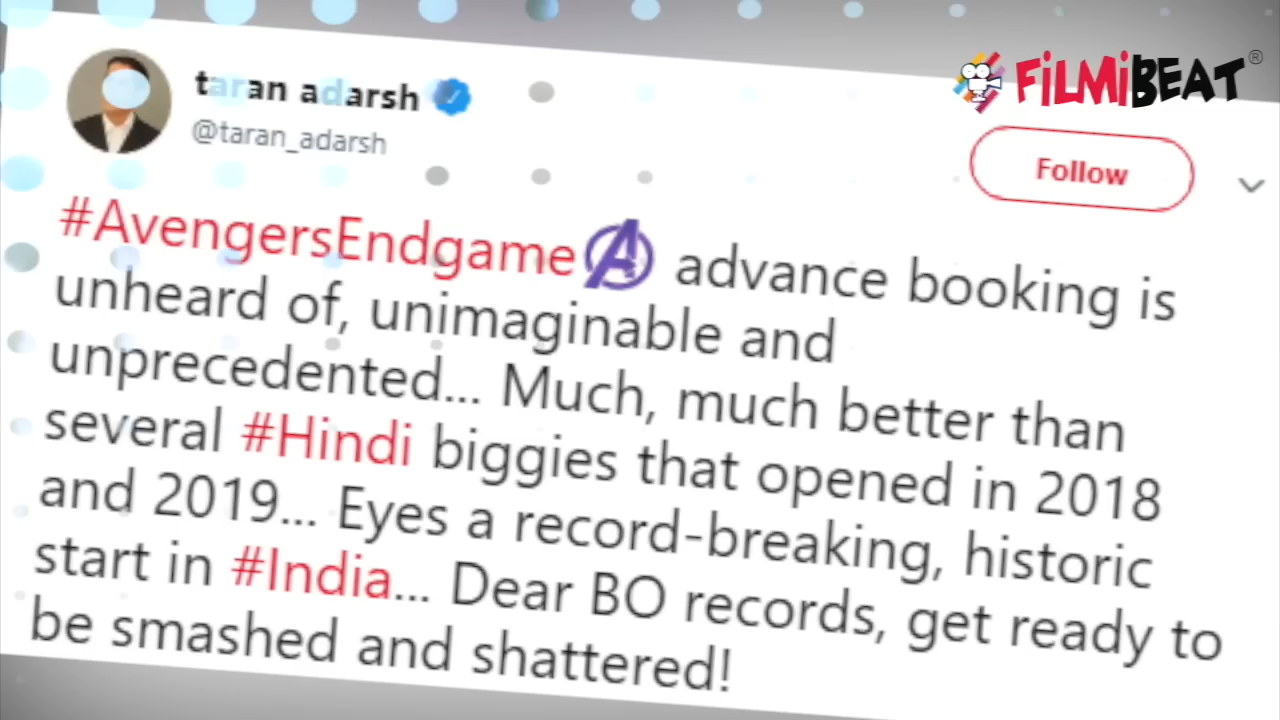 taran adarsh
@taran_adarsh
FiLMiBEAT®
Follow
#AvengersEndgame advance booking is
unheard of, unimaginable and
unprecedented... Much, much better than
several #Hindi biggies that opened in 2018
and 2019... Eyes a record-breaking, historic
start in #India... Dear BO records, get ready to
be smashed and shattered!